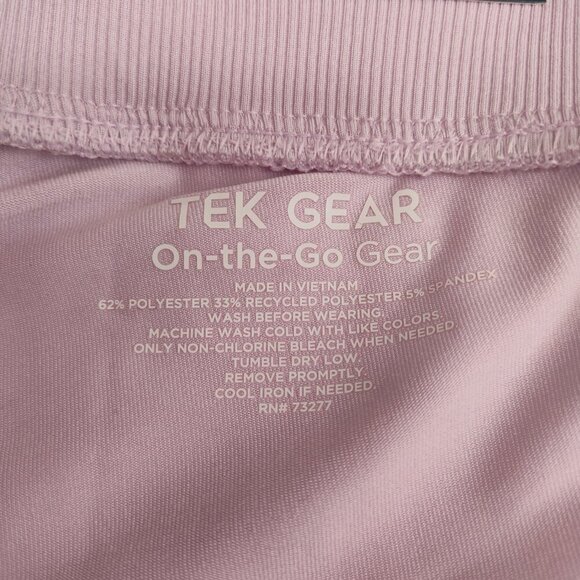 TEK GEAR
On-the-Go Gear
MADE IN VIETNAM
62% POLYESTER 33% RECYCLED POLYESTER 5% SPANDEX
WASH BEFORE WEARING.
MACHINE WASH COLD WITH LIKE COLORS.
ONLY NON-CHLORINE BLEACH WHEN NEEDED.
TUMBLE DRY LOW.
REMOVE PROMPTLY.
COOL IRON IF NEEDED.
RN# 73277